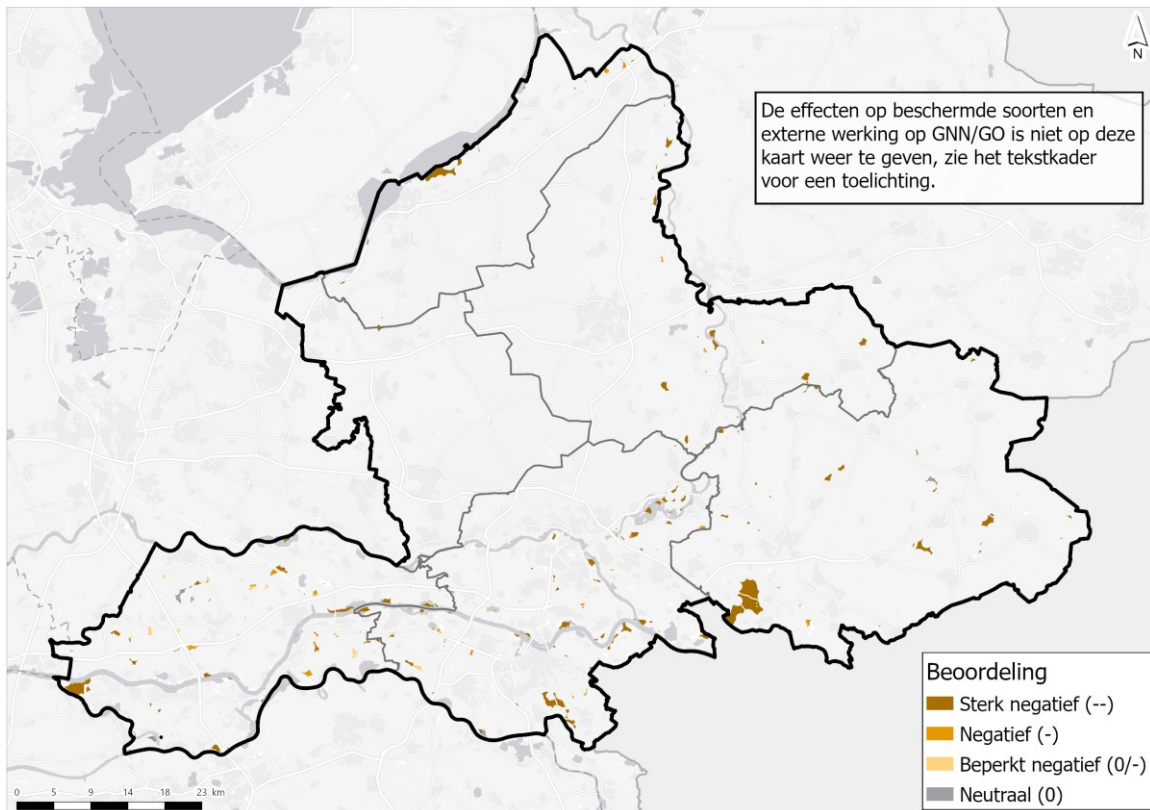 N
De effecten op beschermde soorten en
externe werking op GNN/GO is niet op deze
kaart weer te geven, zie het tekstkader
voor een toelichting.
Beoordeling
Sterk negatief (--)
Negatief (-)
Beperkt negatief (0/-)
Neutraal (0)
0 5 9 14 18 23 km